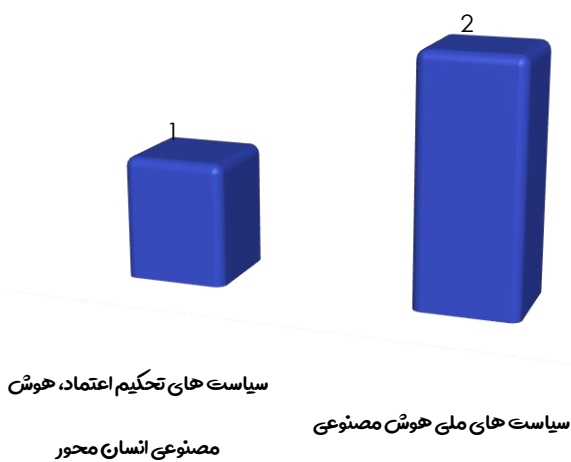 2
1
سیاست های تحکیم اعتماد، هوش
مصنوعی انسان محور
سیاست های ملی هوش مصنوعی